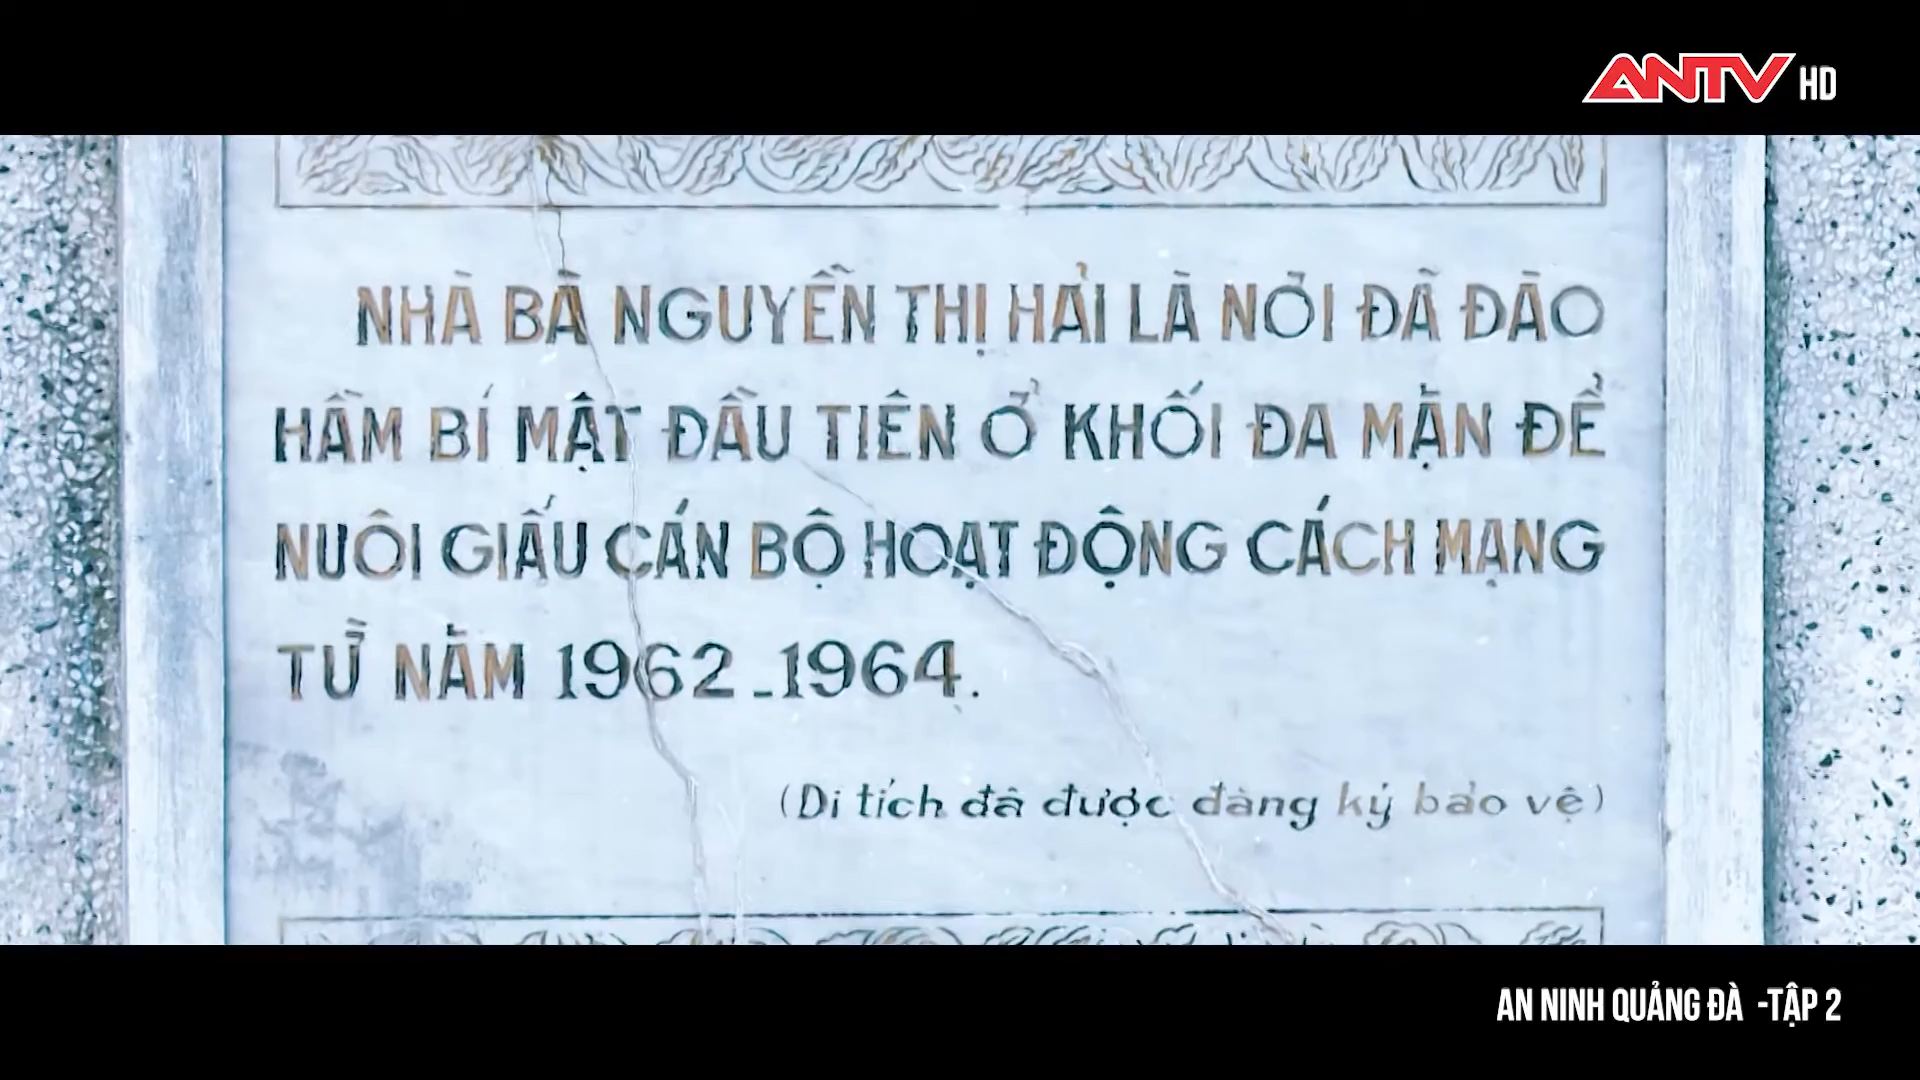 ANTV HD
NHÀ BÀ NGUYỄN THỊ HẢI LÀ NƠI ĐÃ ĐÀO
HẦM BÍ MẬT ĐẦU TIÊN Ở KHỐI ĐA MẶN ĐỂ
NUÔI GIẤU CÁN BỘ HOẠT ĐỘNG CÁCH MẠNG
TỪ NĂM 1962-1964.
(Di tích đã được đăng ký bảo vệ)
AN NINH QUẢNG ĐÀ -TẬP 2